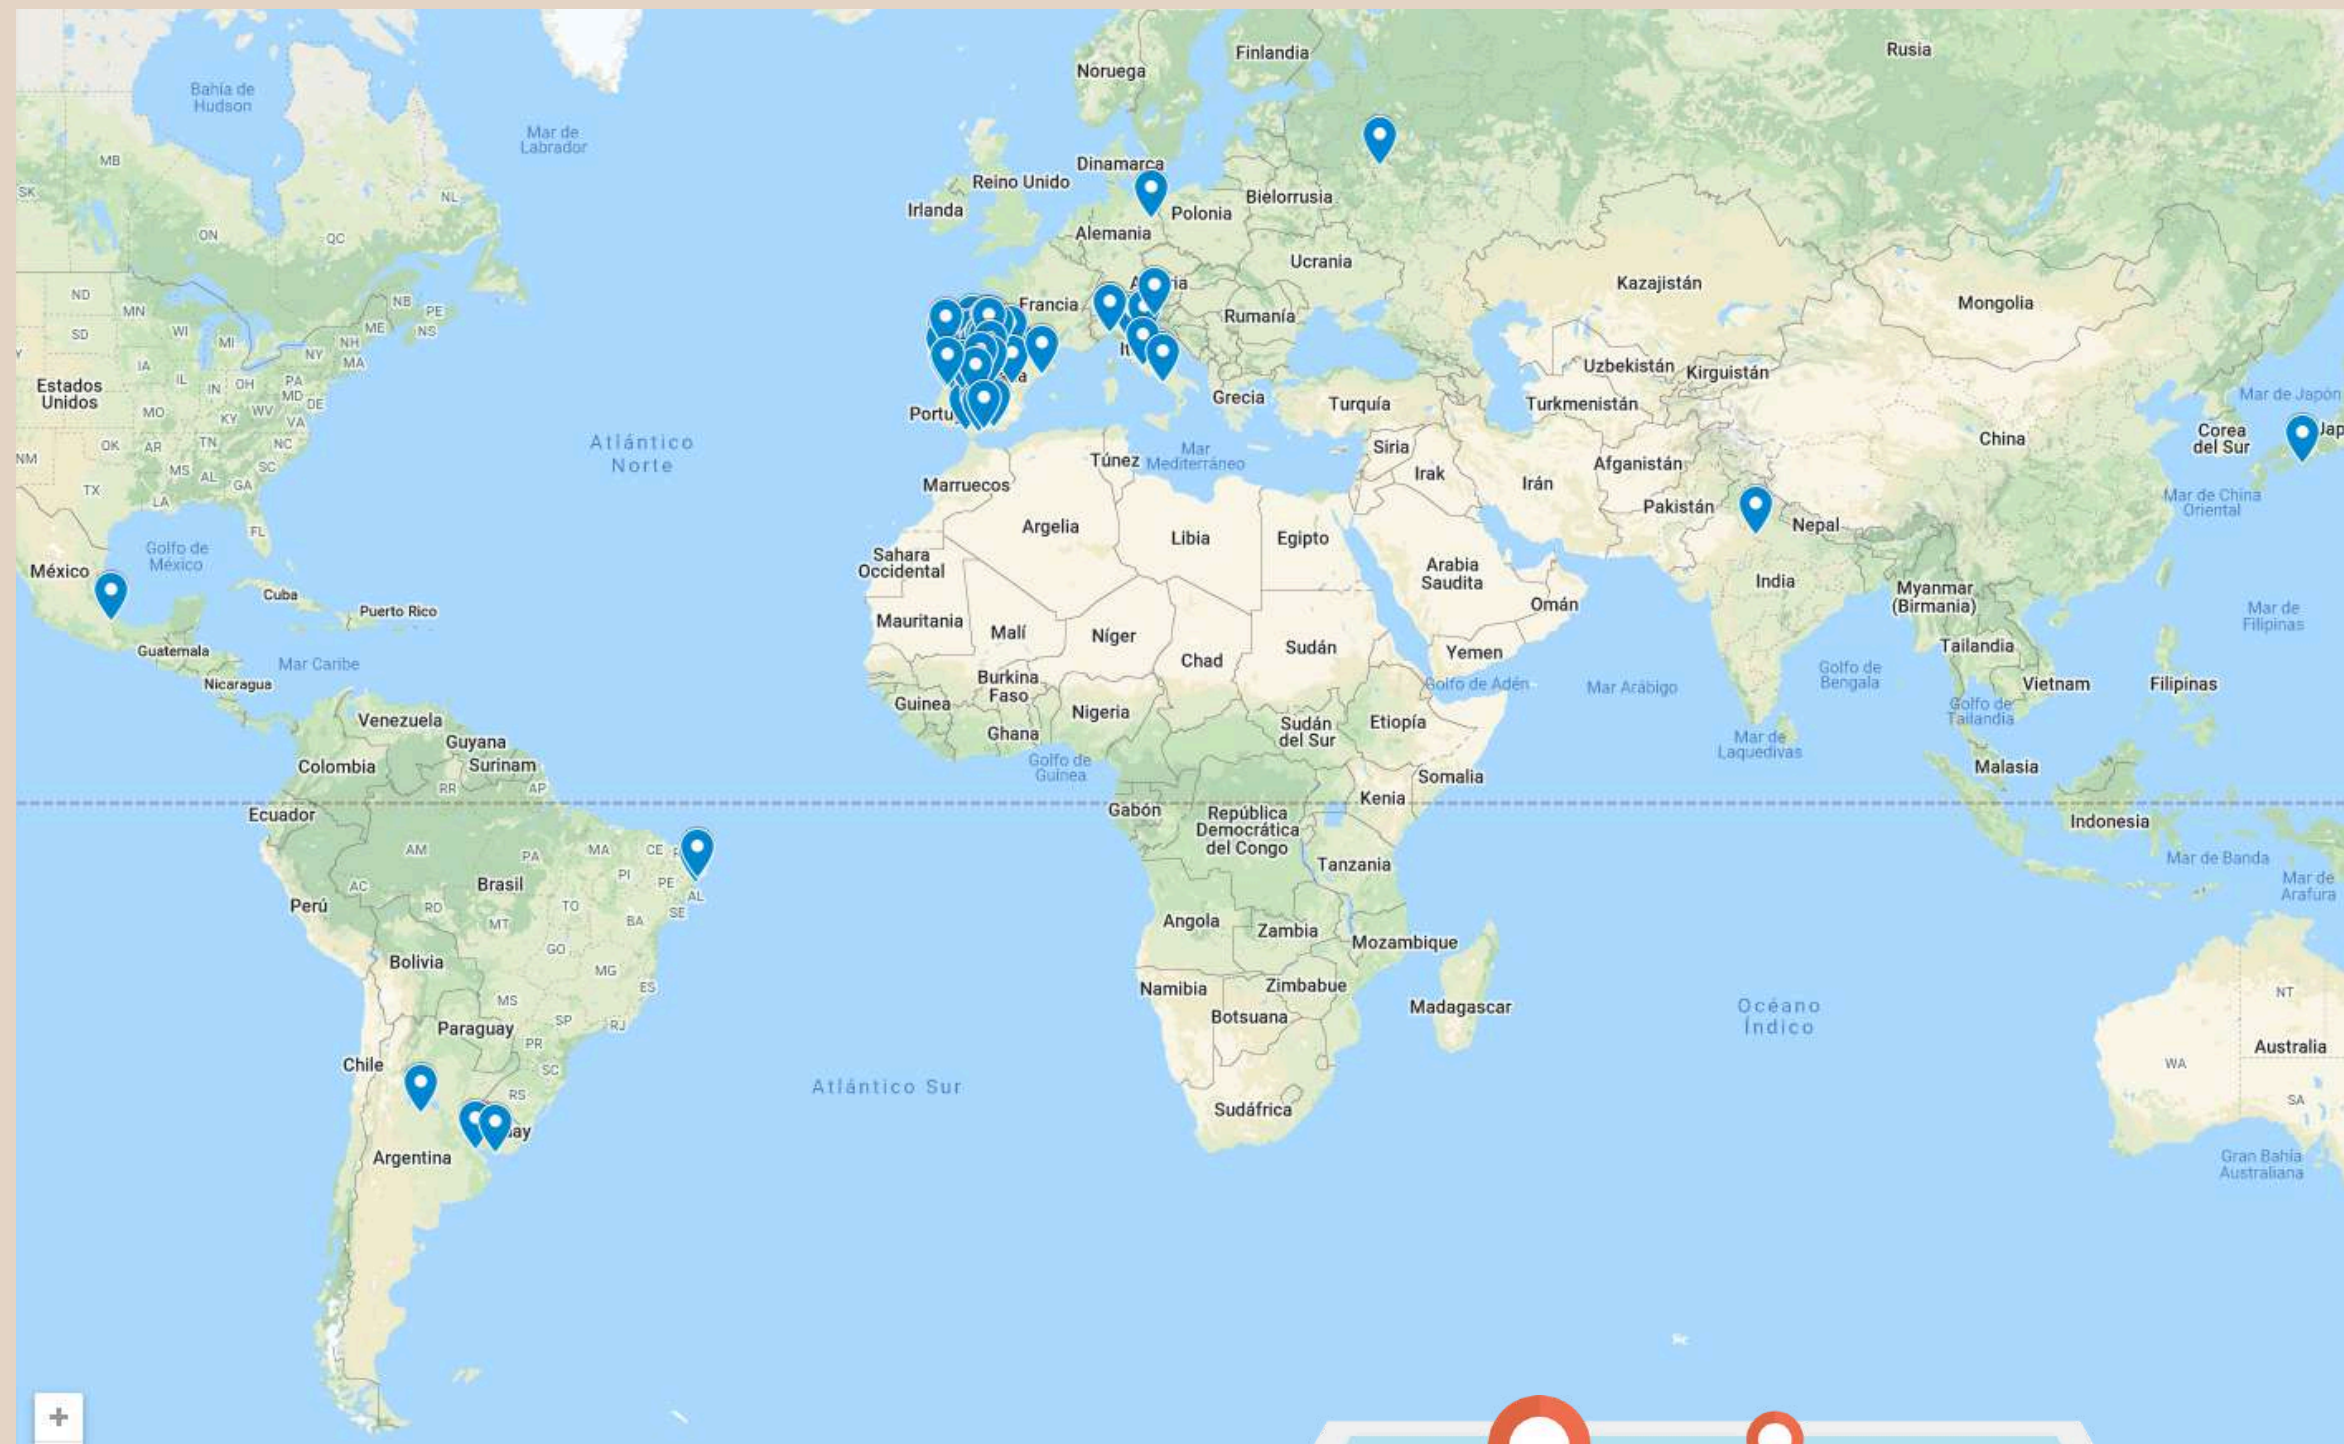 Finlandia
Rusia
Noruega
Bahía de
Hudson
Mar de
Labrador
MB
Dinamarca
Reino Unido
SK
NL
Bielorrusia
Irlanda
Polonia
ON
QC
Alemania
Ucrania
Kazajistán
ND
MN
NB
PE
Francia
Mongolia
SD
WI
MI
ME
NS
NH
Rumanía
NY
MA
IA
IL
IN
OH
PA
MD
DE
Estados
Unidos
Uzbekistán
Kirguistán
Grecia
Turquía
Turkmenistán
Mar de Japón
MO
KY
WV
VA
Portu
OK
AR
TN
NC
Atlántico
Norte
Siria
China
Corea
del Sur
Jap
NM
MS
AL
SC
GA
Túnez
Mar
Mediterráneo
Irak
Irán
Afganistán
TX
LA
Marruecos
Pakistán
Nepal
Mar de China
Oriental
FL
Argelia
Libia
Egipto
Golfo de
México
México
Sahara
Occidental
Arabia
Saudita
India
Myanmar
(Birmania)
Cuba
Puerto Rico
Omán
Mar de
Filipinas
Mauritania
Malí
Níger
Sudán
Guatemala
Mar Caribe
Chad
Yemen
Tailandia
Nicaragua
Burkina
Faso
Golfo de Adén
Mar Arábigo
Golfo de
Bengala
Vietnam
Filipinas
Guinea
Nigeria
Golfo de
Tailandia
Venezuela
Ghana
Sudán
del Sur
Etiopía
Guyana
Surinam
Mar de
Laquedivas
Colombia
Golfo de
Guinea
Somalia
Malasia
RR
AP
Ecuador
Gabón
Kenia
República
Democrática
del Congo
Indonesia
AM
PA
MA
CE
Mar de Banda
Tanzania
AC
Brasil
PI
PE
AL
Mar de
Arafura
Perú
RD
TO
SE
MT
BA
Angola
Zambia
Mozambique
Bolivia
GO
MG
ES
Namibia
Zimbabue
NT
MS
Botsuana
Madagascar
Océano
Índico
Paraguay
SP
RJ
PR
Australia
Chile
SC
WA
Atlántico Sur
RS
SA
Sudáfrica
ay
Argentina
Gran Bahía
Australiana
+